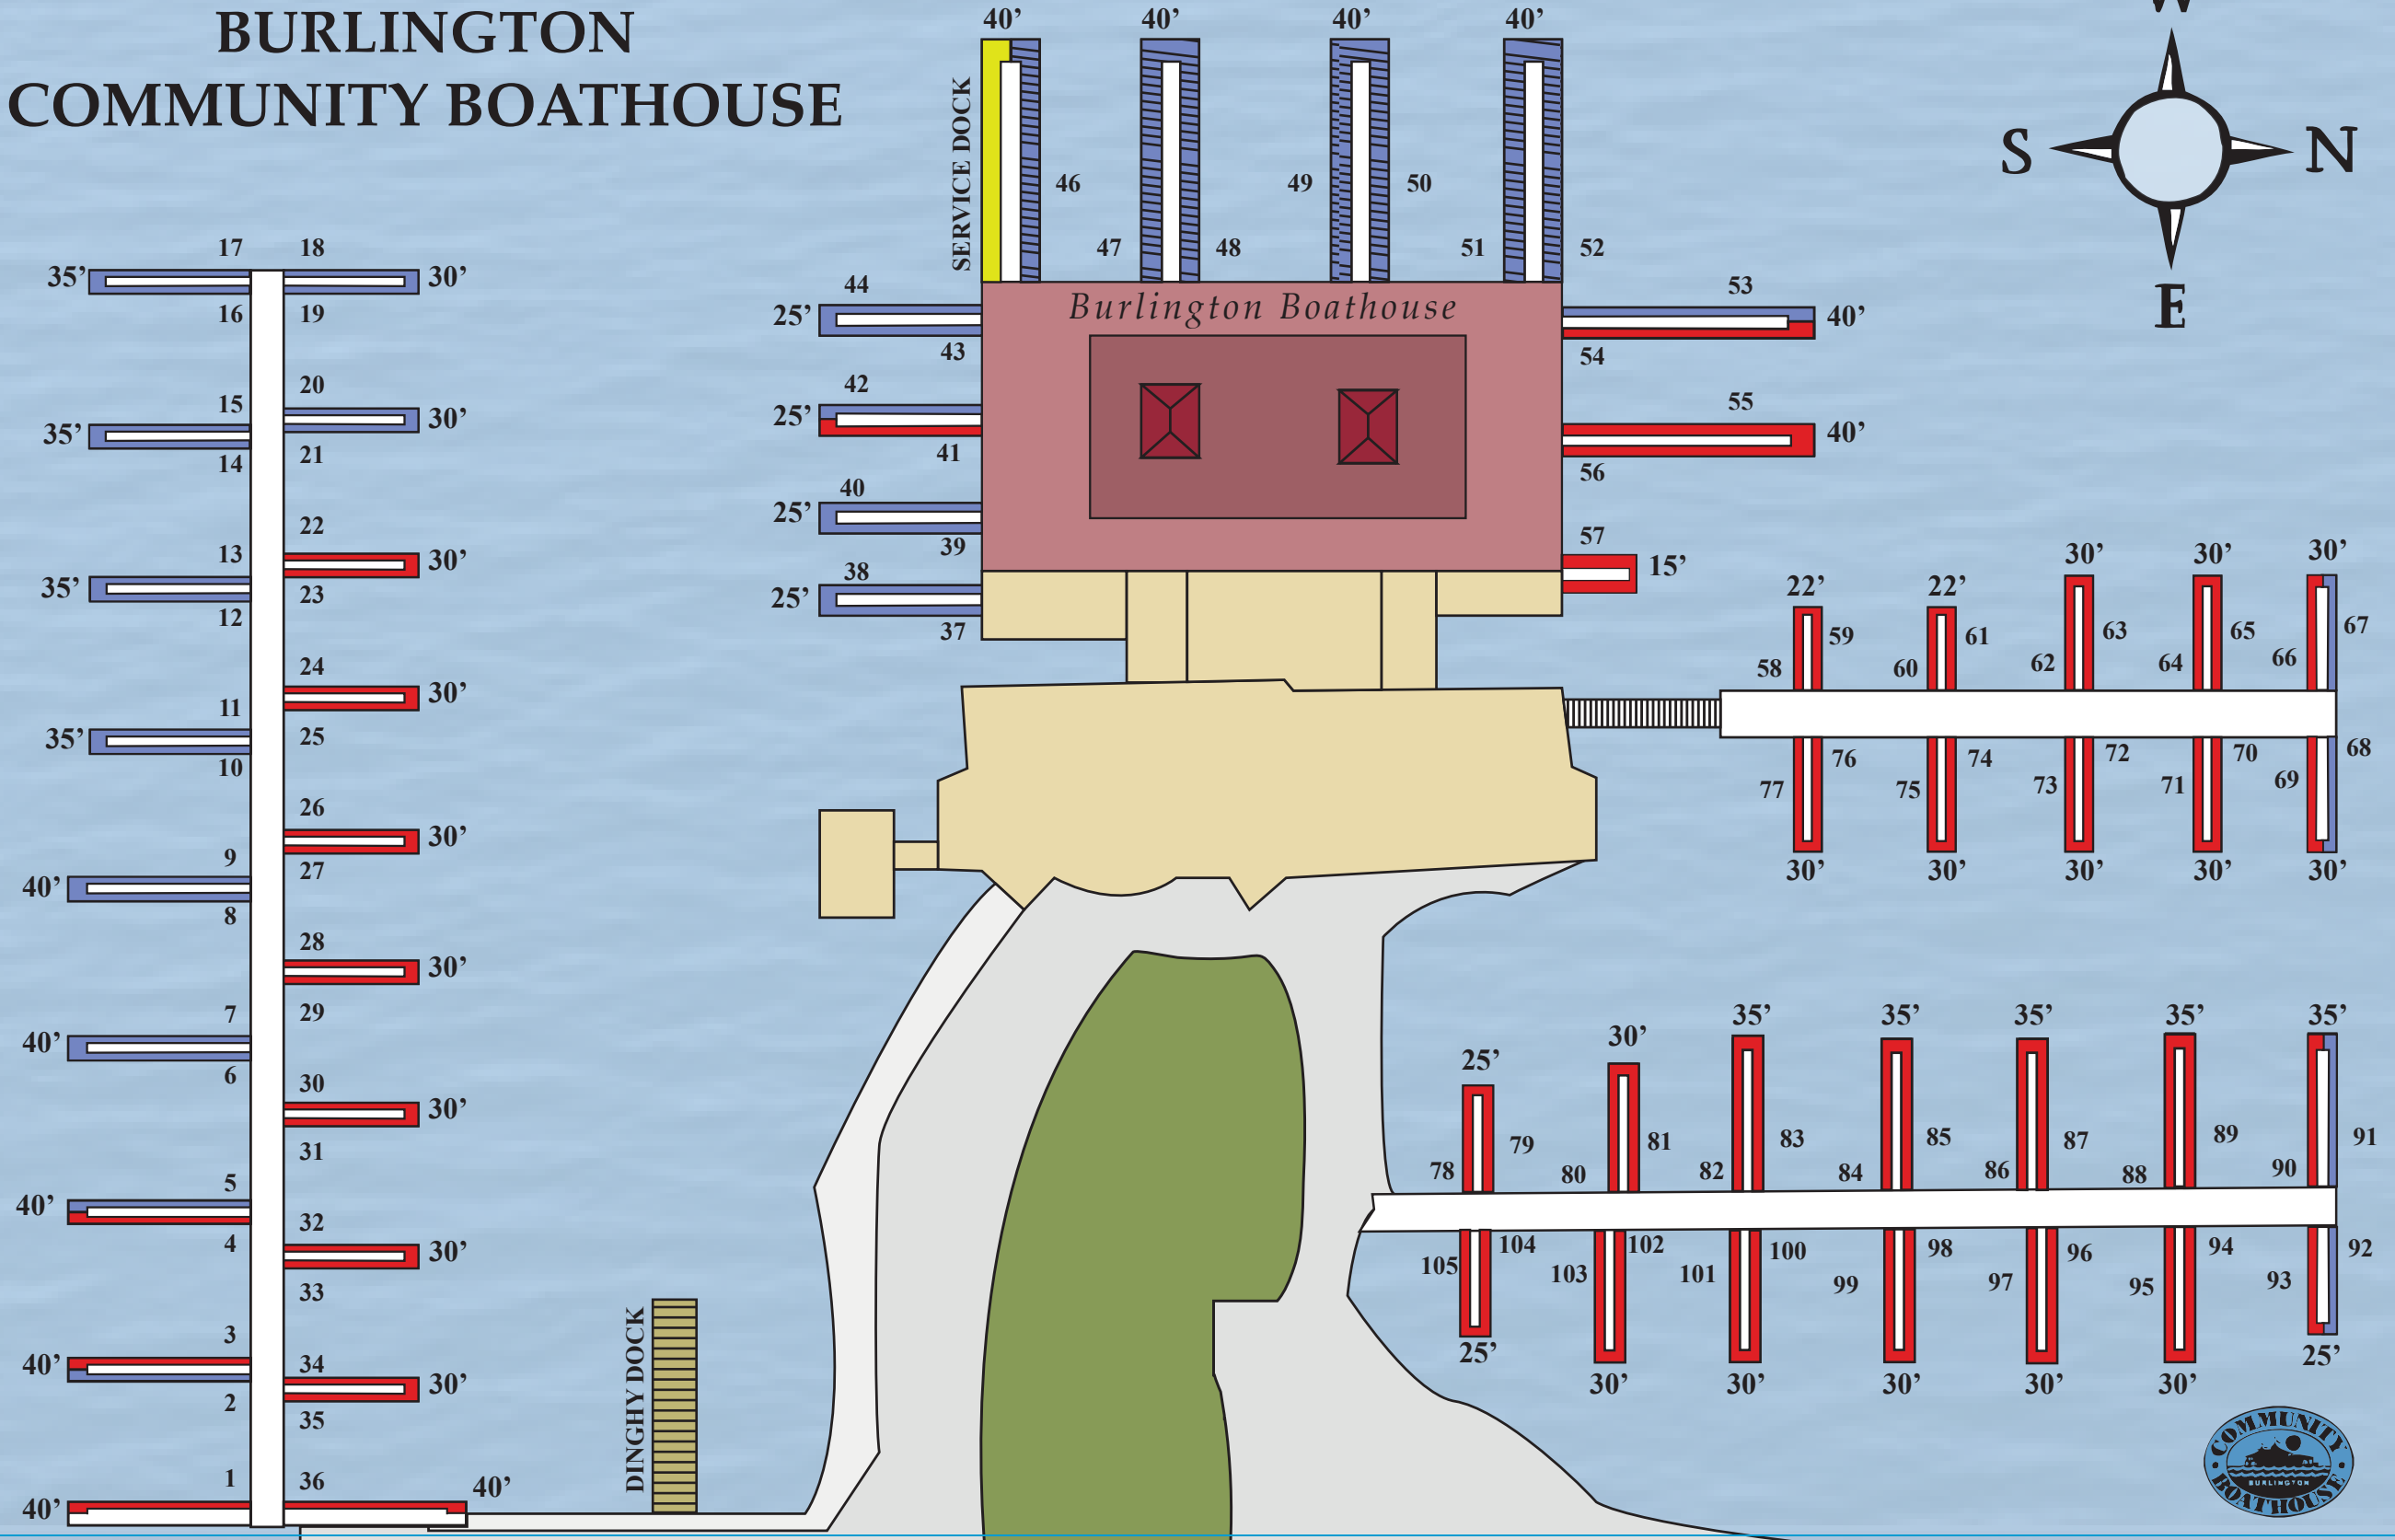 BURLINGTON
COMMUNITY BOATHOUSE
40’ 40’ 40’ 40’
W
S N
E
SERVICE DOCK
46 49 50
47 48 51 52
Burlington Boathouse
17 18
35’ 30’
16 19
20
15 30’
35’
14 21
22
13 30’
35’ 23
12
24
11 30’
35’ 25
10
26
9 30’
40’ 27
8
28
7 30’
40’ 29
6
30
30’
31
5
40’ 32
4 30’
33
3
40’ 34
2 30’
35
1 36
40’ 40’
DINGHY DOCK
44
25’
43
42
25’
41
40
25’
39
38
25’
37
53
40’
54
55
40’
56
57
15’
22’ 22’ 30’ 30’ 30’
59 61 63 65 67
58 60 62 64 66
76 74 72 70 68
77 75 73 71 69
30’ 30’ 30’ 30’ 30’
25’ 30’ 35’ 35’ 35’ 35’ 35’
79 81 83 85 87 89 91
78 80 82 84 86 88 90
104 102 100 98 96 94 92
105 103 101 99 97 95 93
25’ 30’ 30’ 30’ 30’ 30’ 25’
COMMUNITY
BURLINGTON
BOATHOUSE